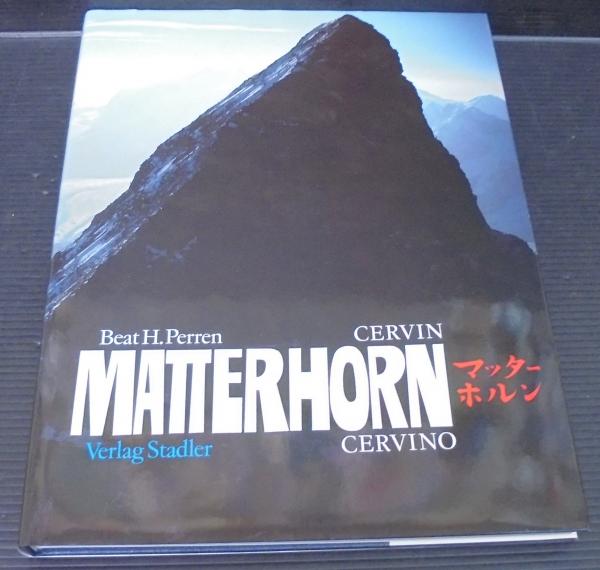 Beat H. Perren
CERVIN
MATTERHORN
マッター
ホルン
Verlag Stadler
CERVINO